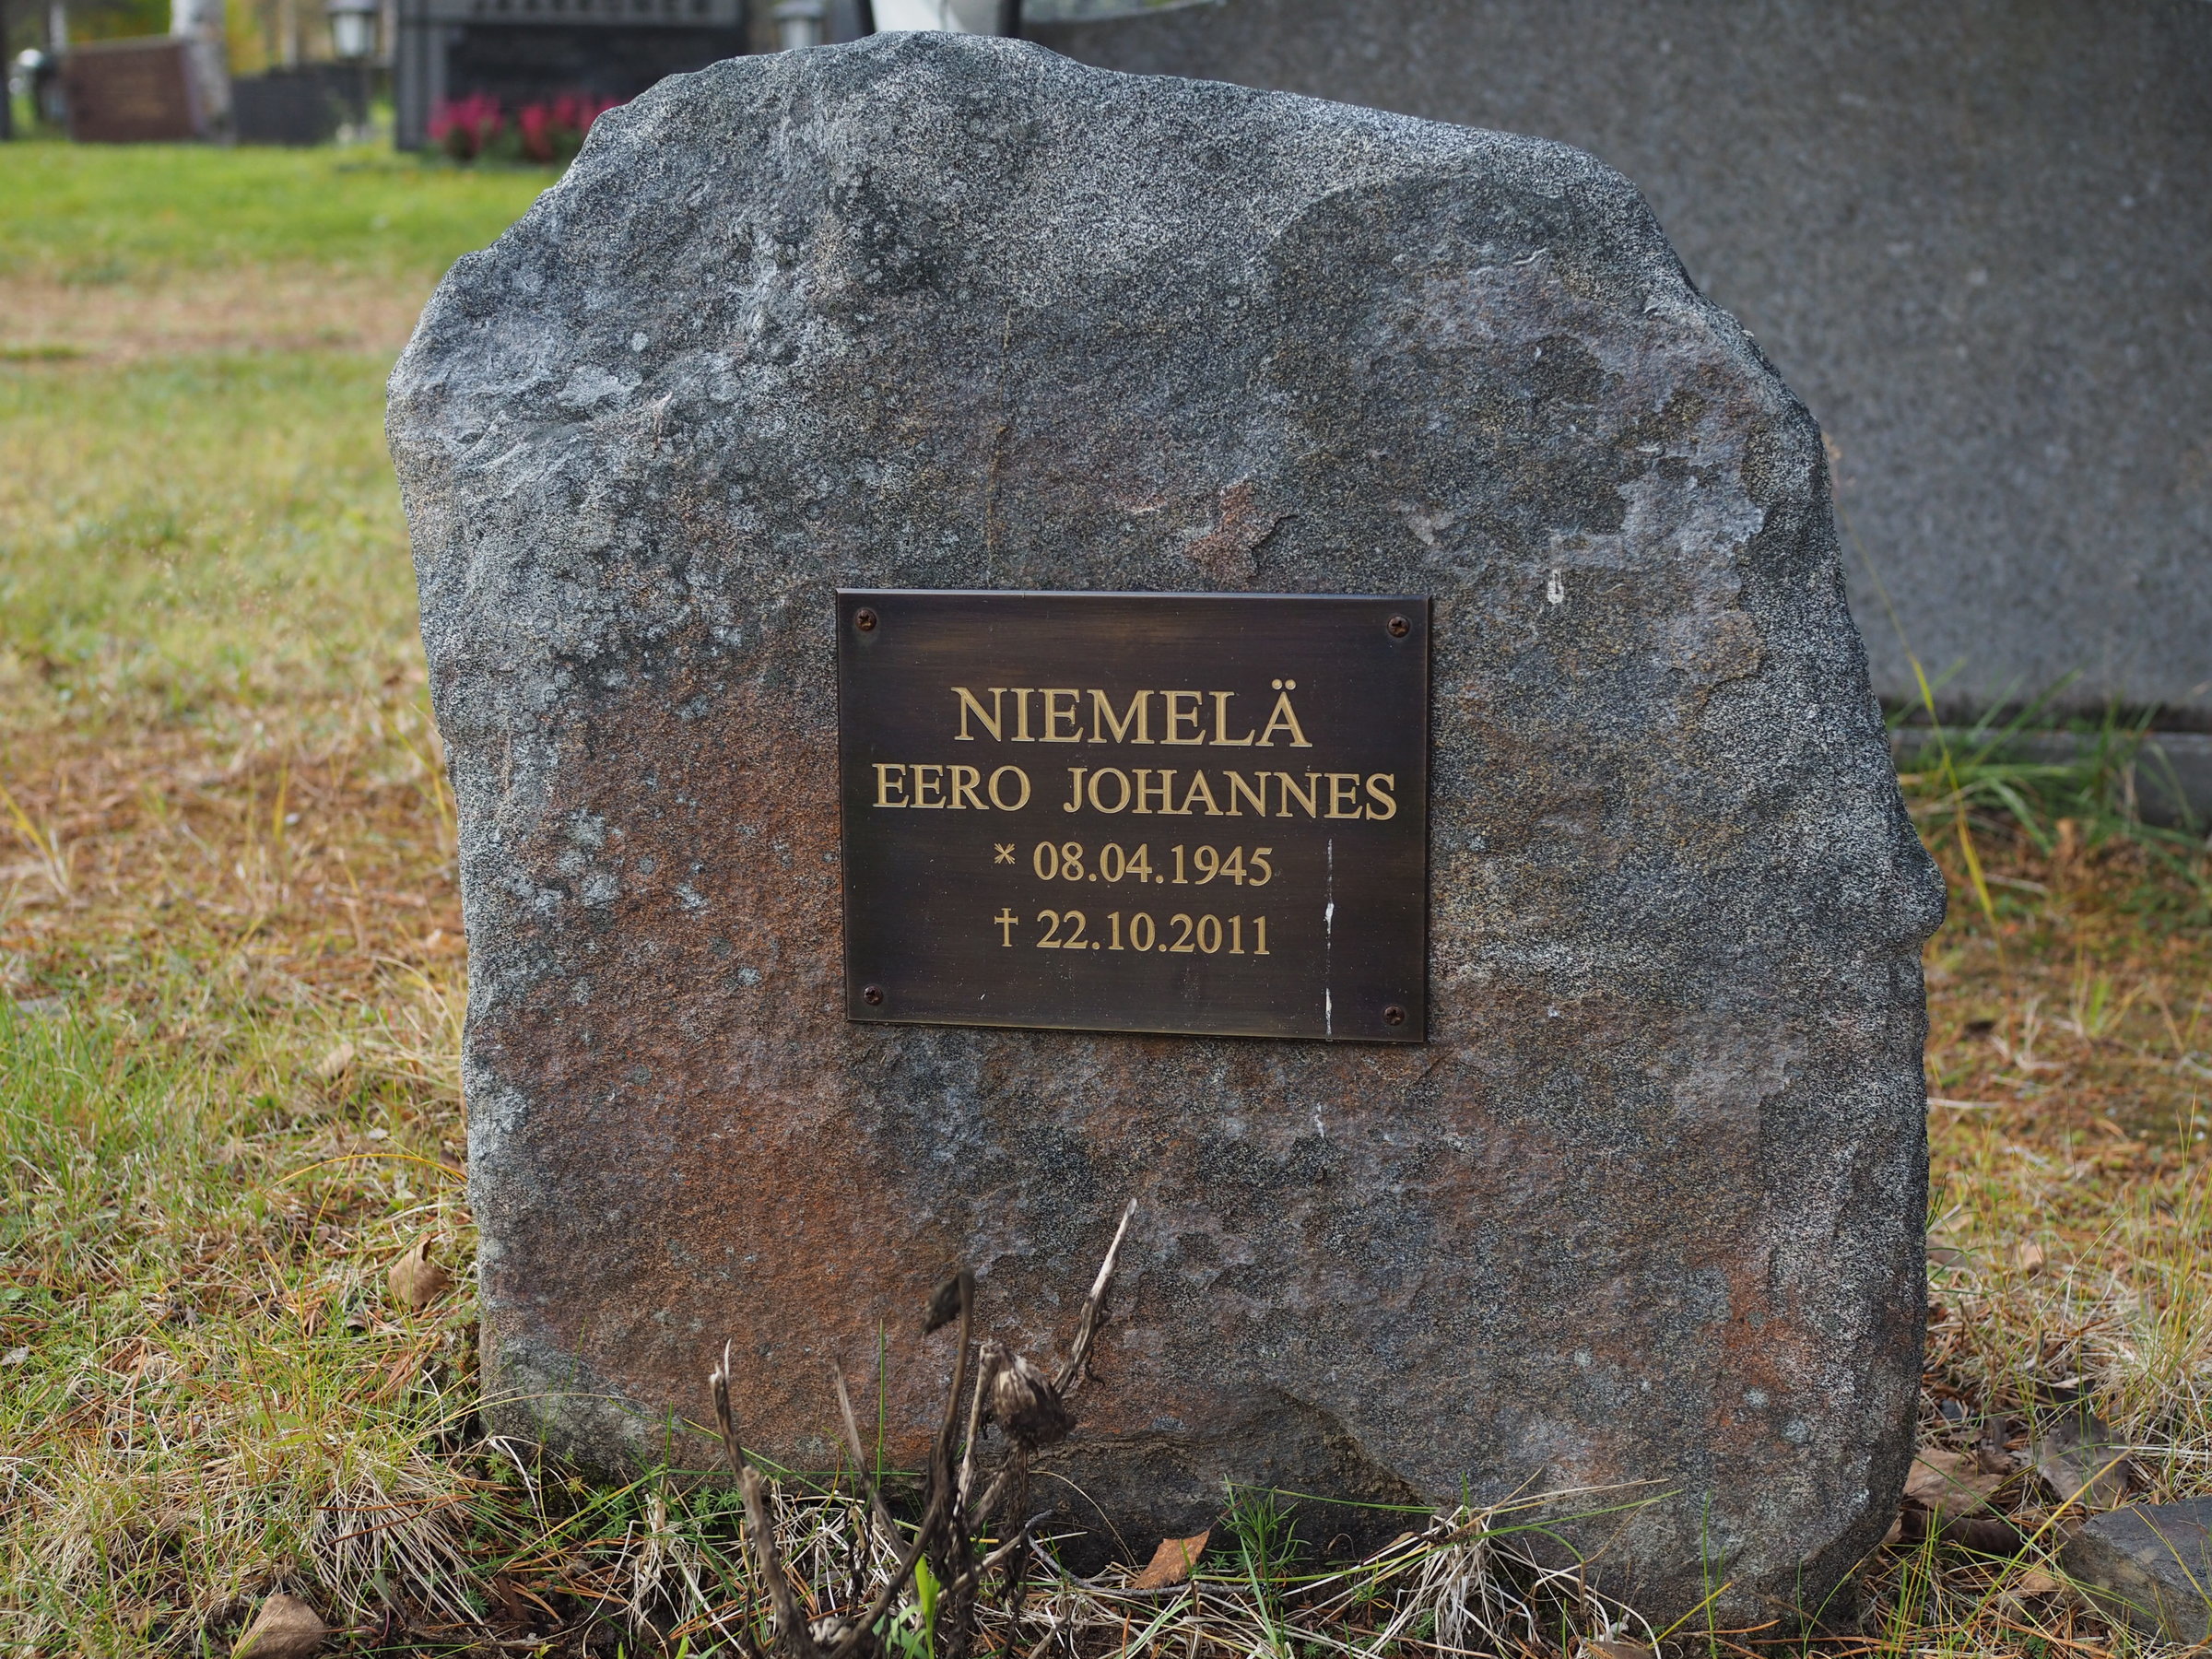 NIEMELÄ
EERO JOHANNES
* 08.04.1945
† 22.10.2011